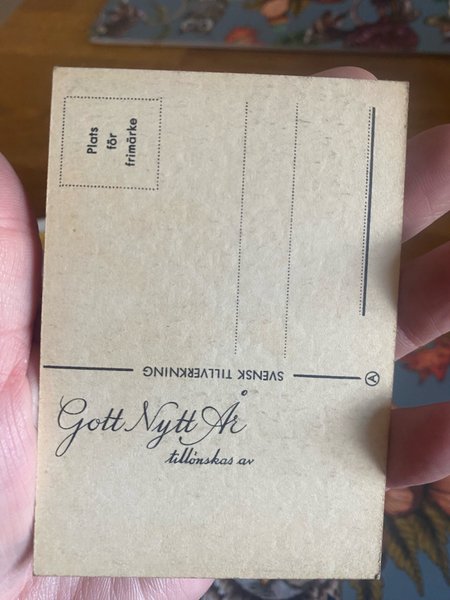 Plats
för
frimärke
SVENSK TILLVERKNING
Gott Nytt År
tillönskas av